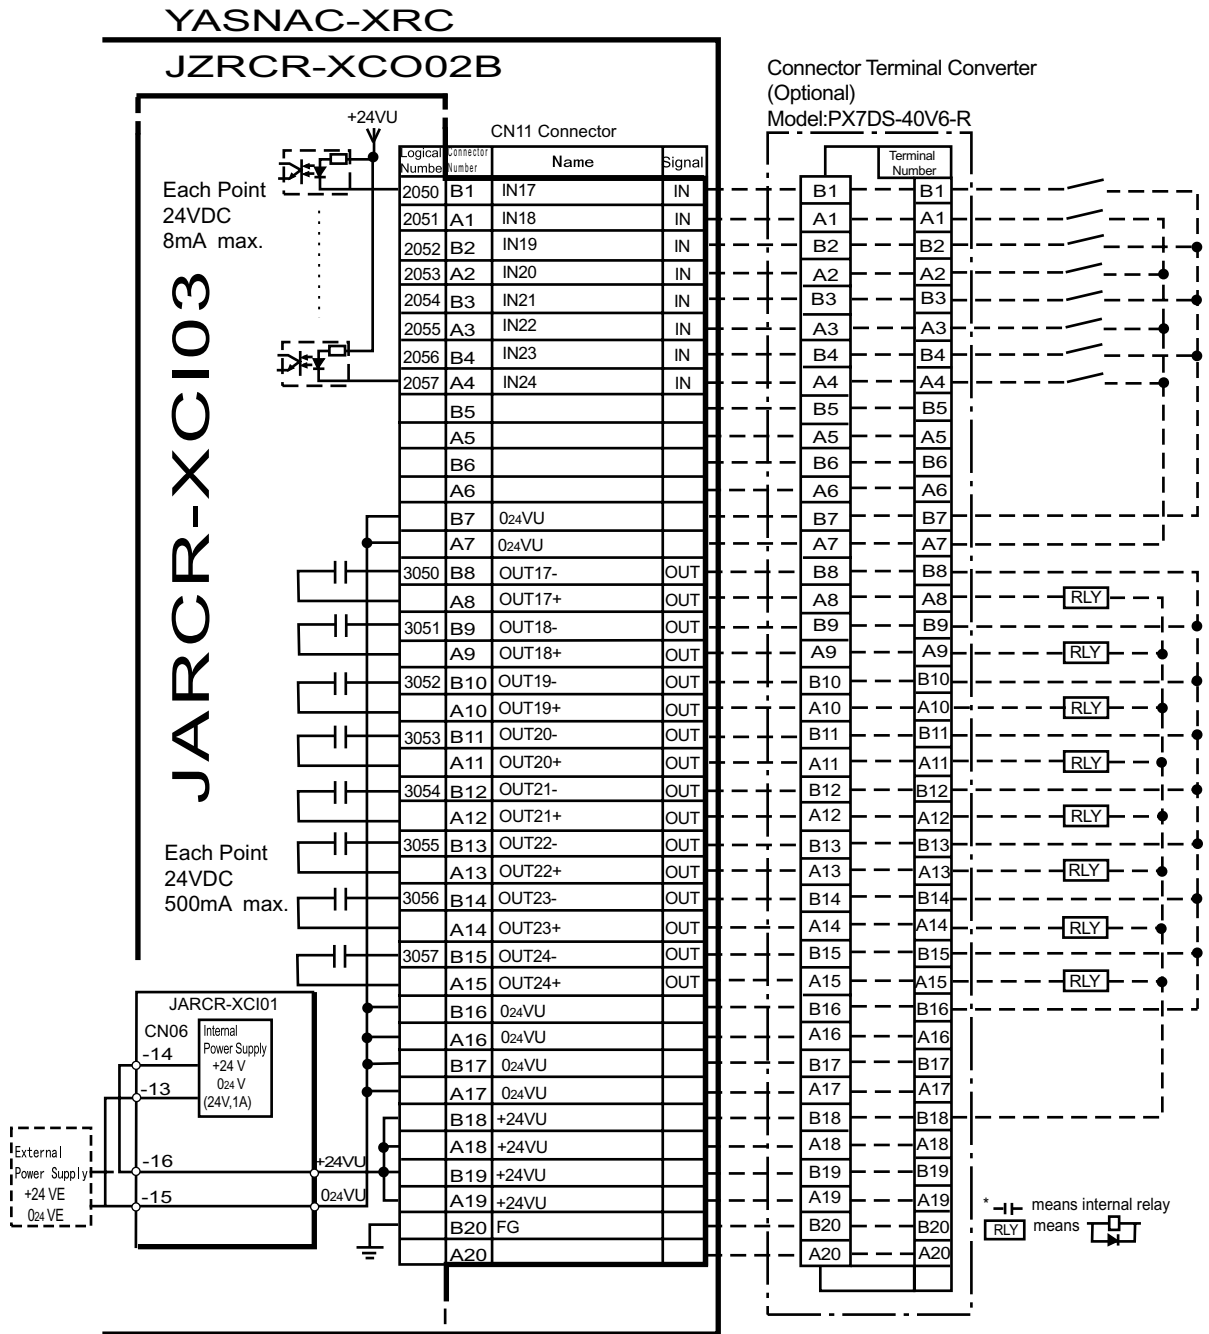 YASNAC-XRC
JZRCR-XCO02B
Connector Terminal Converter
(Optional)
Model:PX7DS-40V6-R
+24VU
CN11 Connector
Logical Number Connector Number Name Signal
Terminal Number
Each Point
24VDC
8mA max.
JARCR-XCI03
2050 B1 IN17 IN B1 B1
2051 A1 IN18 IN A1 A1
2052 B2 IN19 IN B2 B2
2053 A2 IN20 IN A2 A2
2054 B3 IN21 IN B3 B3
2055 A3 IN22 IN A3 A3
2056 B4 IN23 IN B4 B4
2057 A4 IN24 IN A4 A4
B5 B5 B5
A5 A5 A5
B6 B6 B6
A6 A6 A6
B7 024VU B7 B7
A7 024VU A7 A7
3050 B8 OUT17- OUT B8 B8
A8 OUT17+ OUT A8 A8 RLY
3051 B9 OUT18- OUT B9 B9
A9 OUT18+ OUT A9 A9 RLY
3052 B10 OUT19- OUT B10 B10
A10 OUT19+ OUT A10 A10 RLY
3053 B11 OUT20- OUT B11 B11
A11 OUT20+ OUT A11 A11 RLY
3054 B12 OUT21- OUT B12 B12
A12 OUT21+ OUT A12 A12 RLY
3055 B13 OUT22- OUT B13 B13
A13 OUT22+ OUT A13 A13 RLY
3056 B14 OUT23- OUT B14 B14
A14 OUT23+ OUT A14 A14 RLY
3057 B15 OUT24- OUT B15 B15
A15 OUT24+ OUT A15 A15 RLY
B16 024VU B16 B16
A16 024VU A16 A16
B17 024VU B17 B17
A17 024VU A17 A17
B18 +24VU B18 B18
A18 +24VU A18 A18
B19 +24VU B19 B19
A19 +24VU A19 A19
B20 FG B20 B20
A20 A20 A20
Each Point
24VDC
500mA max.
JARCR-XCI01
CN06
-14
-13
-16
-15
Internal
Power Supply
+24 V
024 V
(24V,1A)
+24VU
024VU
External
Power Supply
+24 VE
024 VE
* means internal relay
RLY means